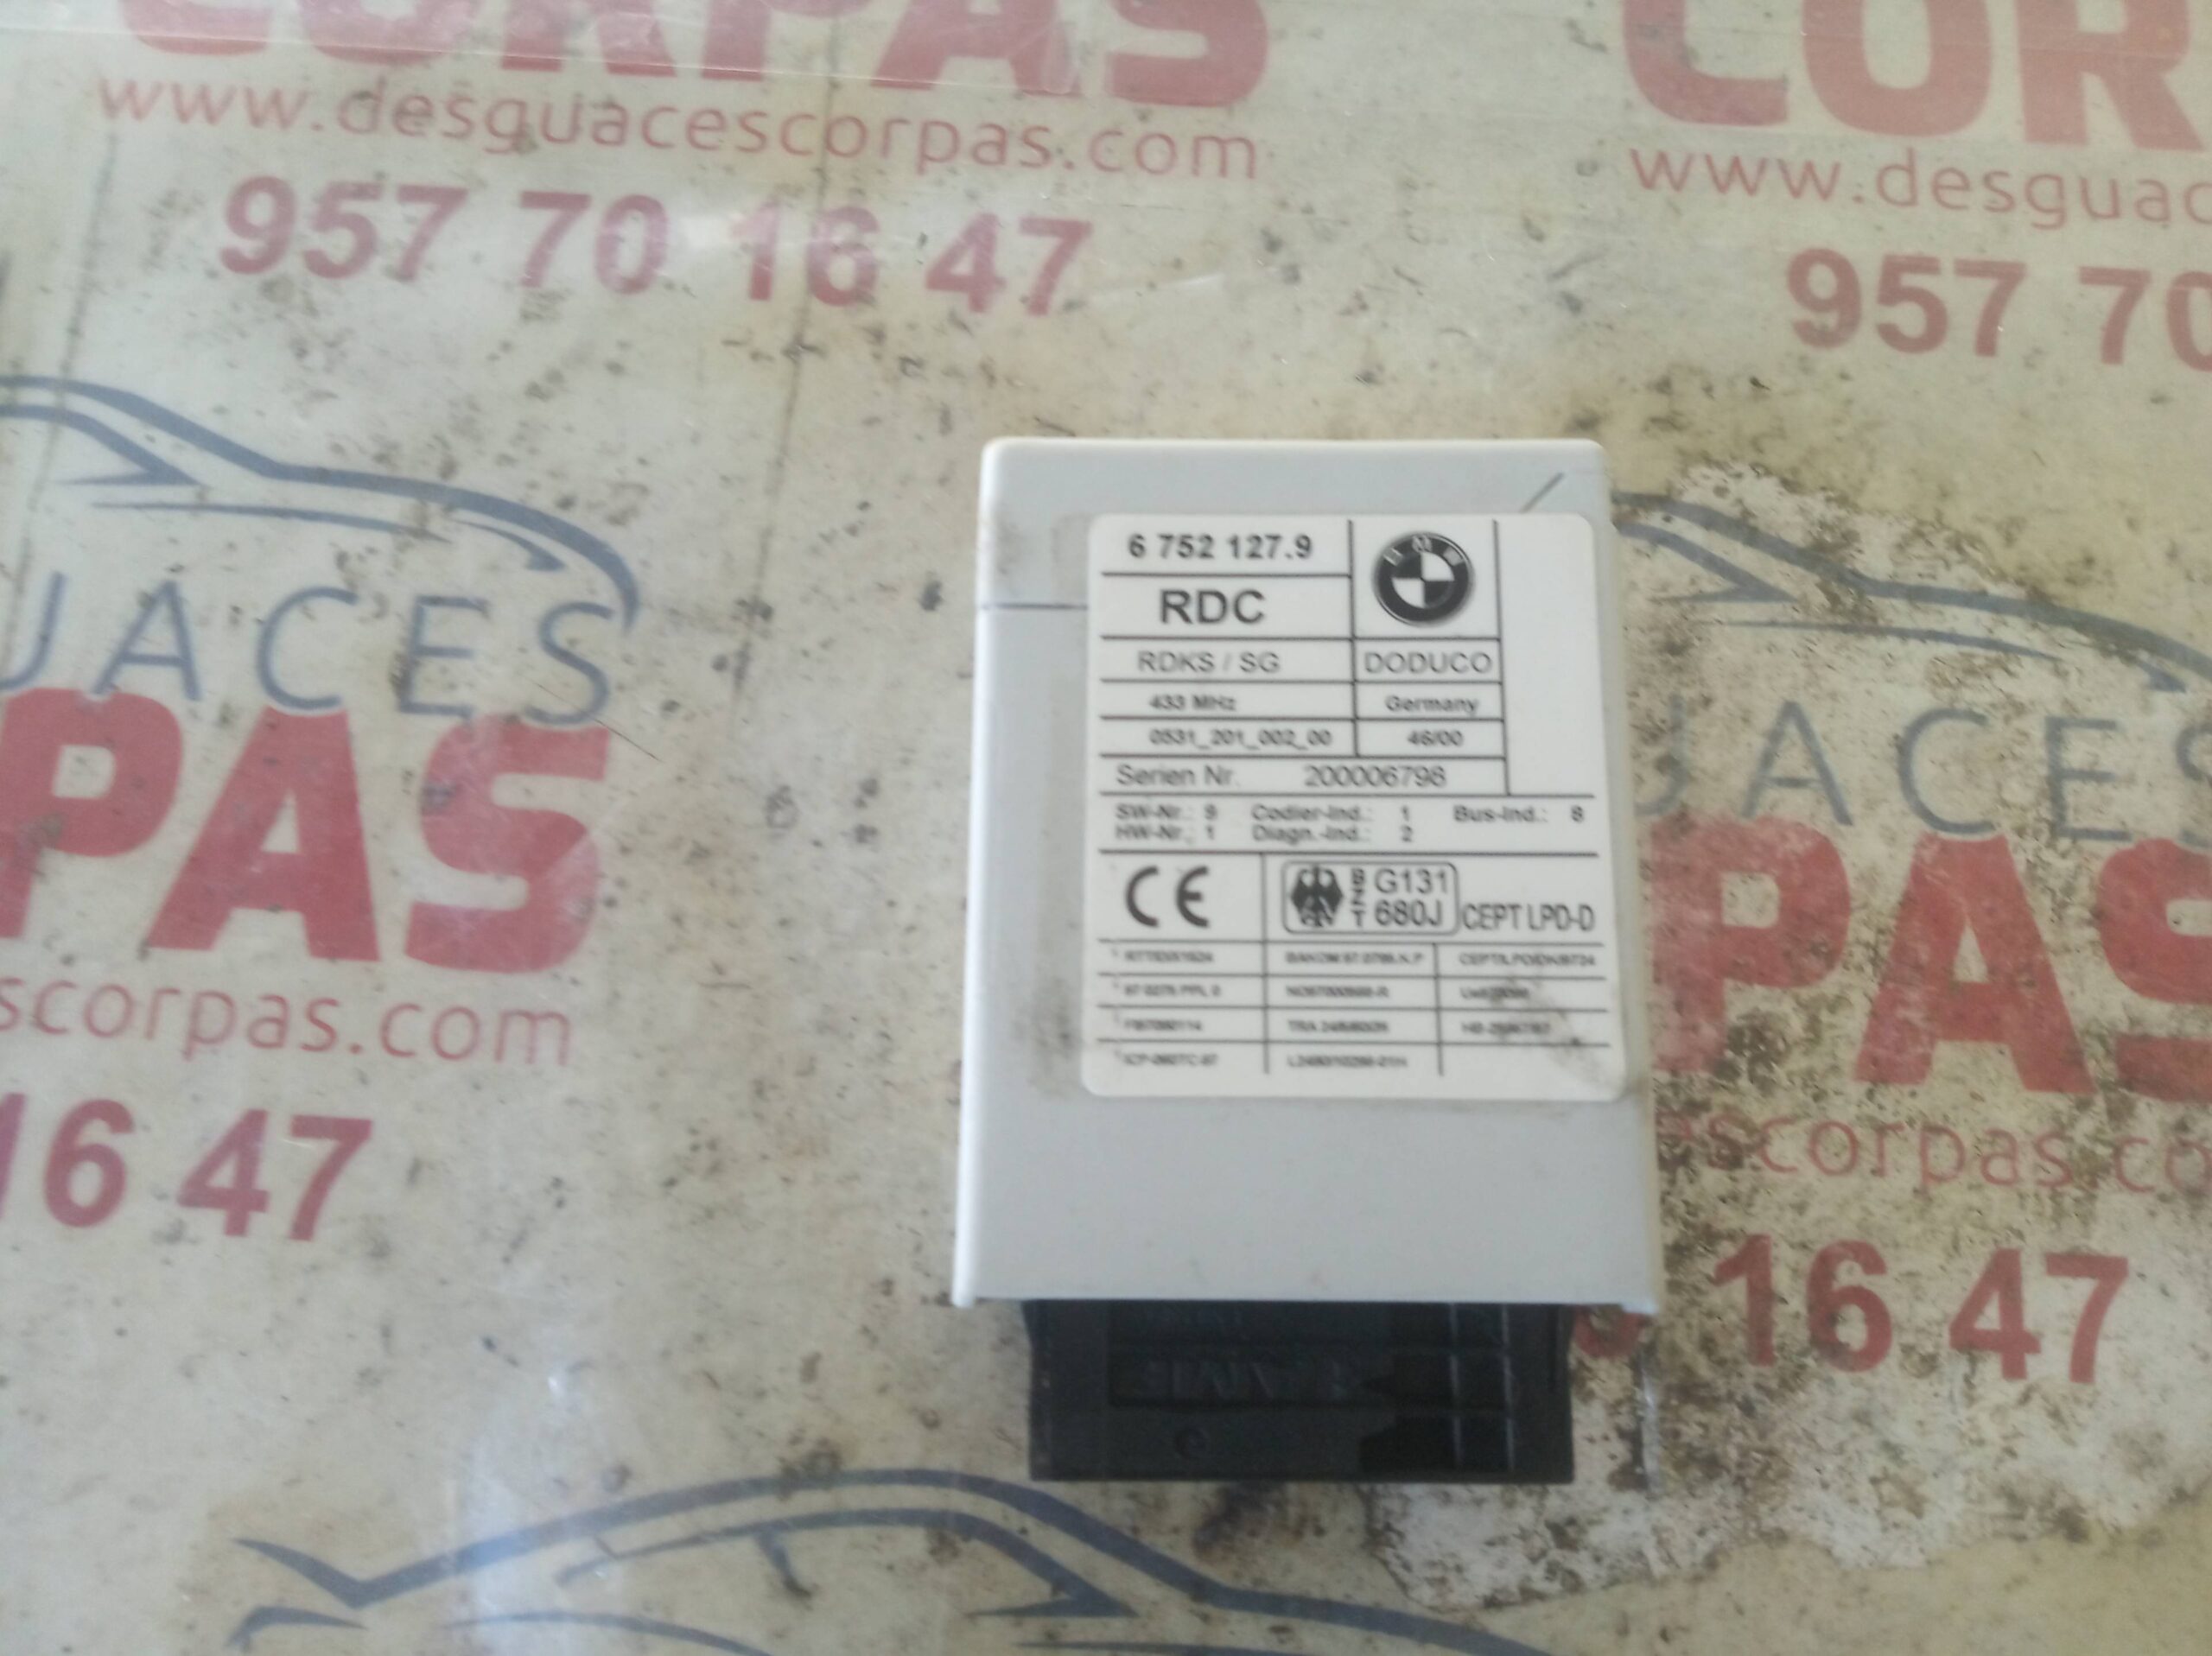 CORPAS
www.desguacescorpas.com
957 70 16 47
COR
www.desguac
957 70
UACES
PAS
scorpas.com
16 47
6 752 127.9
BMW
RDC
RDKS / SG
DODUCO
433 MHz
Germany
0531_201_002_00
46/00
Serien Nr. 200006798
SW-Nr.: 9 Codier-Ind.: 1 Bus-Ind.: 8
HW-Nr.: 1 Diagn.-Ind.: 2
CE
BZT G131 680J
CEPT LPD-D
UACES
PAS
escorpas.co
16 47